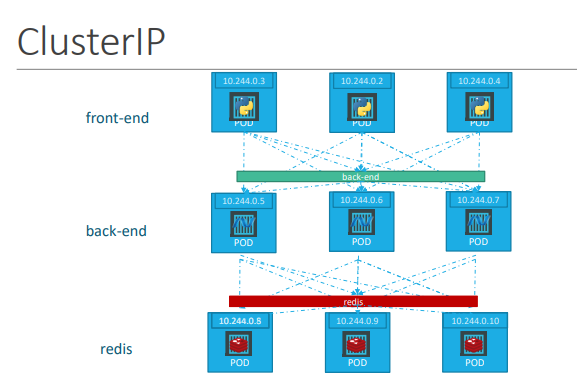 ClusterIP
10.244.0.3
10.244.0.2
10.244.0.4
front-end
POD
POD
POD
back-end
10.244.0.5
10.244.0.6
10.244.0.7
back-end
POD
POD
POD
redis
10.244.0.8
10.244.0.9
10.244.0.10
redis
POD
POD
POD